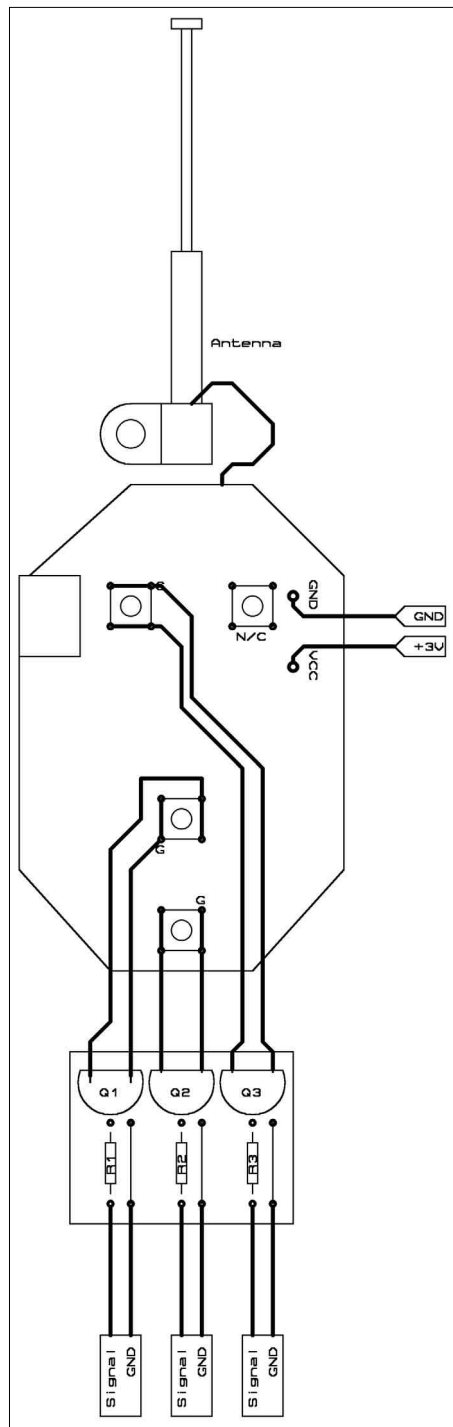 Antenna
G
GND
N/C
GND
+3V
VCC
G
G
Q1 Q2 Q3
R1 R2 R3
Signal GND Signal GND Signal GND